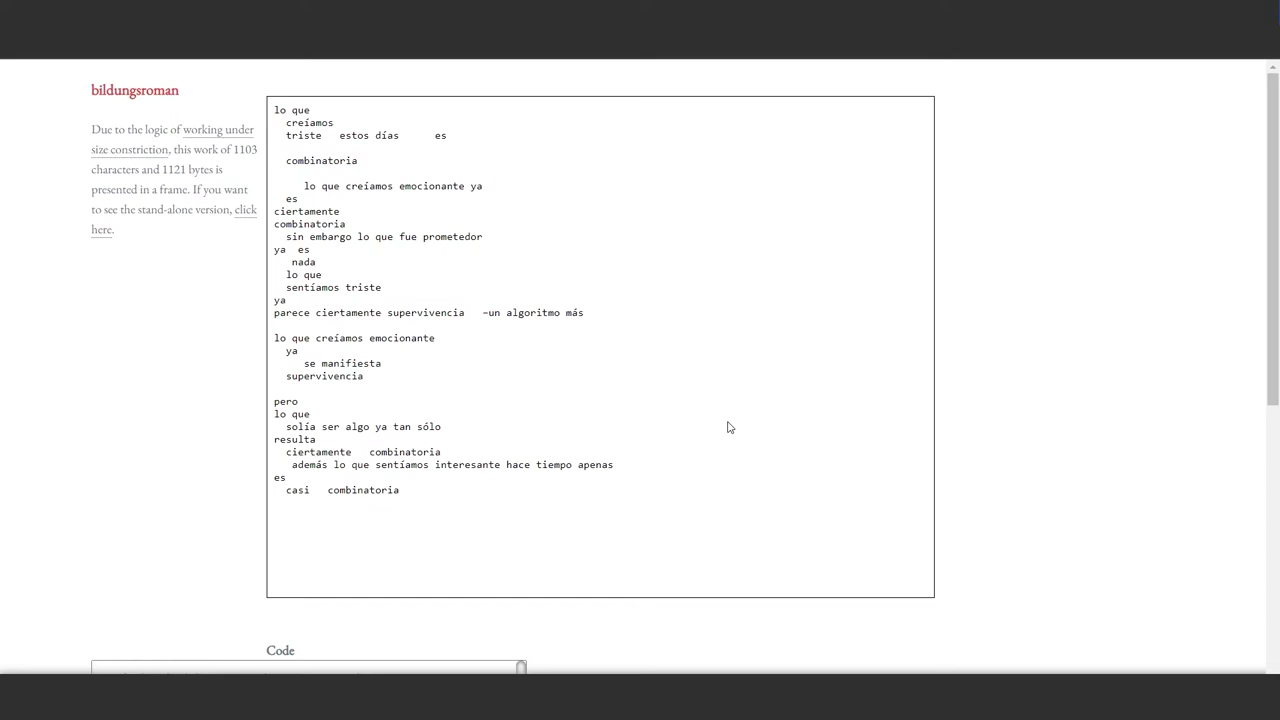 bildungsroman
Due to the logic of working under
size constriction, this work of 1103
characters and 1121 bytes is
presented in a frame. If you want
to see the stand-alone version, click
here.
lo que
creíamos
triste estos días es
combinatoria
lo que creíamos emocionante ya
es
ciertamente
combinatoria
sin embargo lo que fue prometedor
ya es
nada
lo que
sentíamos triste
ya
parece ciertamente supervivencia –un algoritmo más
lo que creíamos emocionante
ya
se manifiesta
supervivencia
pero
lo que
solía ser algo ya tan sólo
resulta
ciertamente combinatoria
además lo que sentíamos interesante hace tiempo apenas
es
casi combinatoria
Code